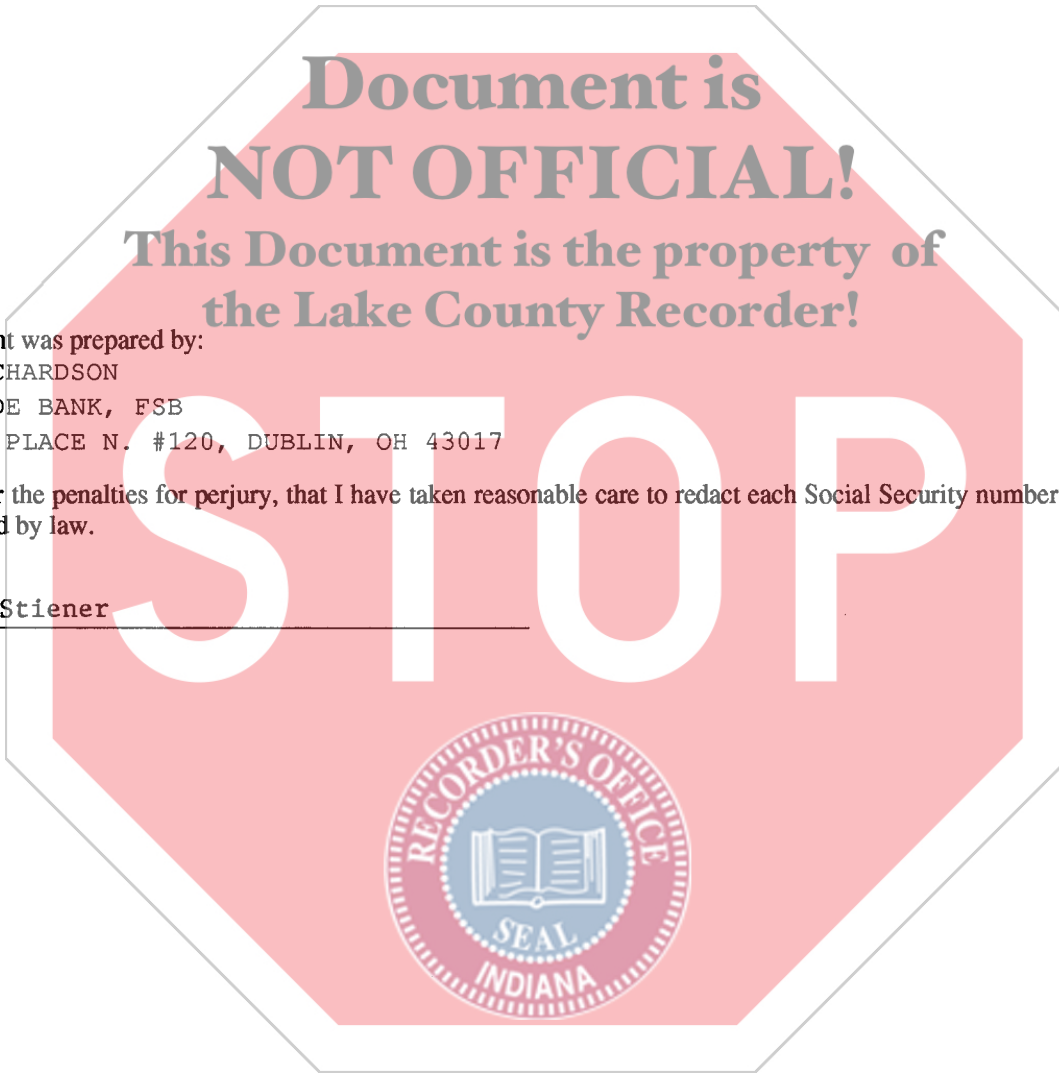 Document is
NOT OFFICIAL!
This Document is the property of
the Lake County Recorder!
nt was prepared by:
CHARDSON
DE BANK, FSB
PLACE N. #120, DUBLIN, OH 43017
r the penalties for perjury, that I have taken reasonable care to redact each Social Security number
d by law.
Stiener
STOP
RECORDER'S OFFICE
SEAL
INDIANA